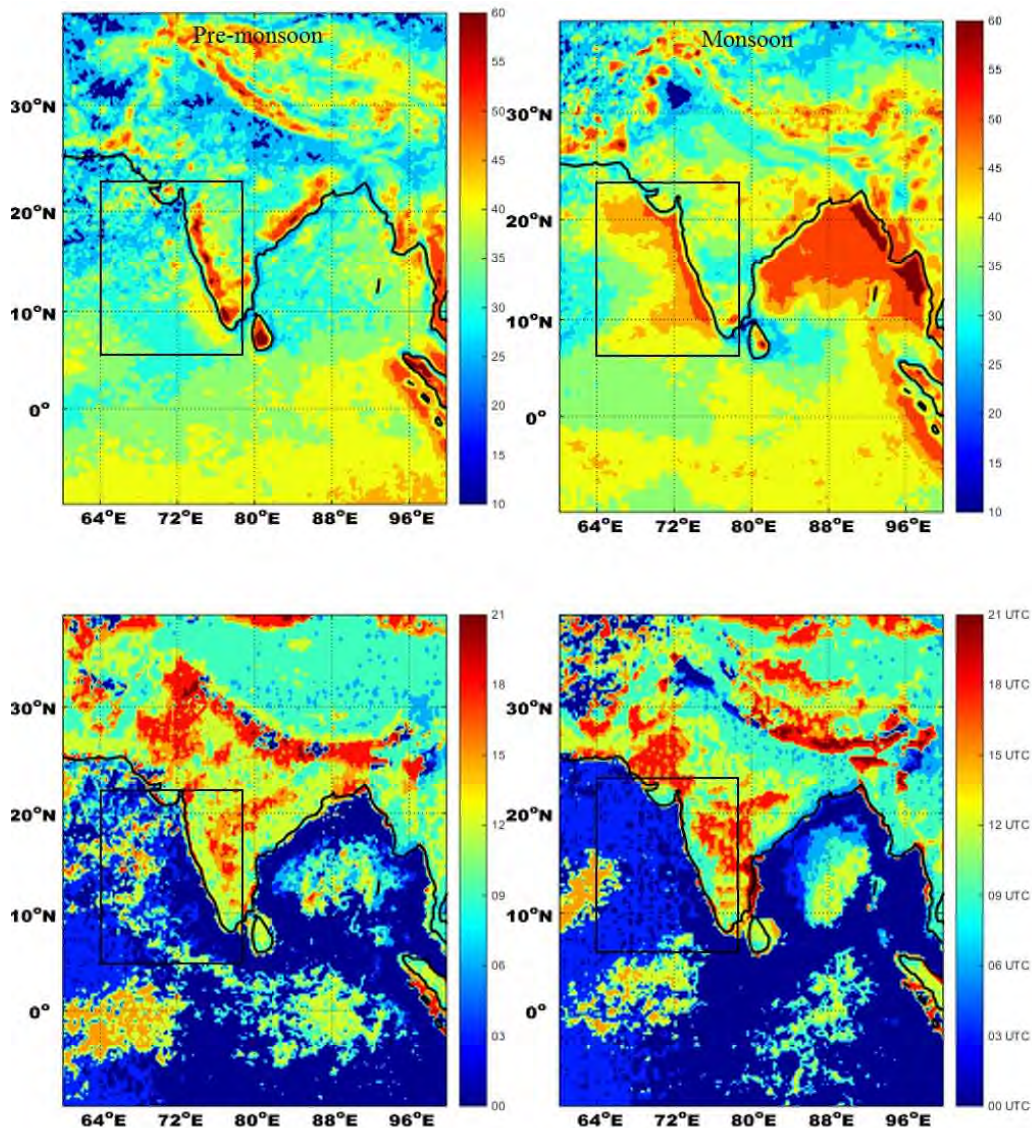 Pre-monsoon
30°N
20°N
10°N
0°
64°E 72°E 80°E 88°E 96°E
60
55
50
45
40
35
30
25
20
15
10
Monsoon
30°N
20°N
10°N
0°
64°E 72°E 80°E 88°E 96°E
60
55
50
45
40
35
30
25
20
15
10
30°N
20°N
10°N
0°
64°E 72°E 80°E 88°E 96°E
21
18
15
12
09
06
03
00
30°N
20°N
10°N
0°
64°E 72°E 80°E 88°E 96°E
21 UTC
18 UTC
15 UTC
12 UTC
09 UTC
06 UTC
03 UTC
00 UTC